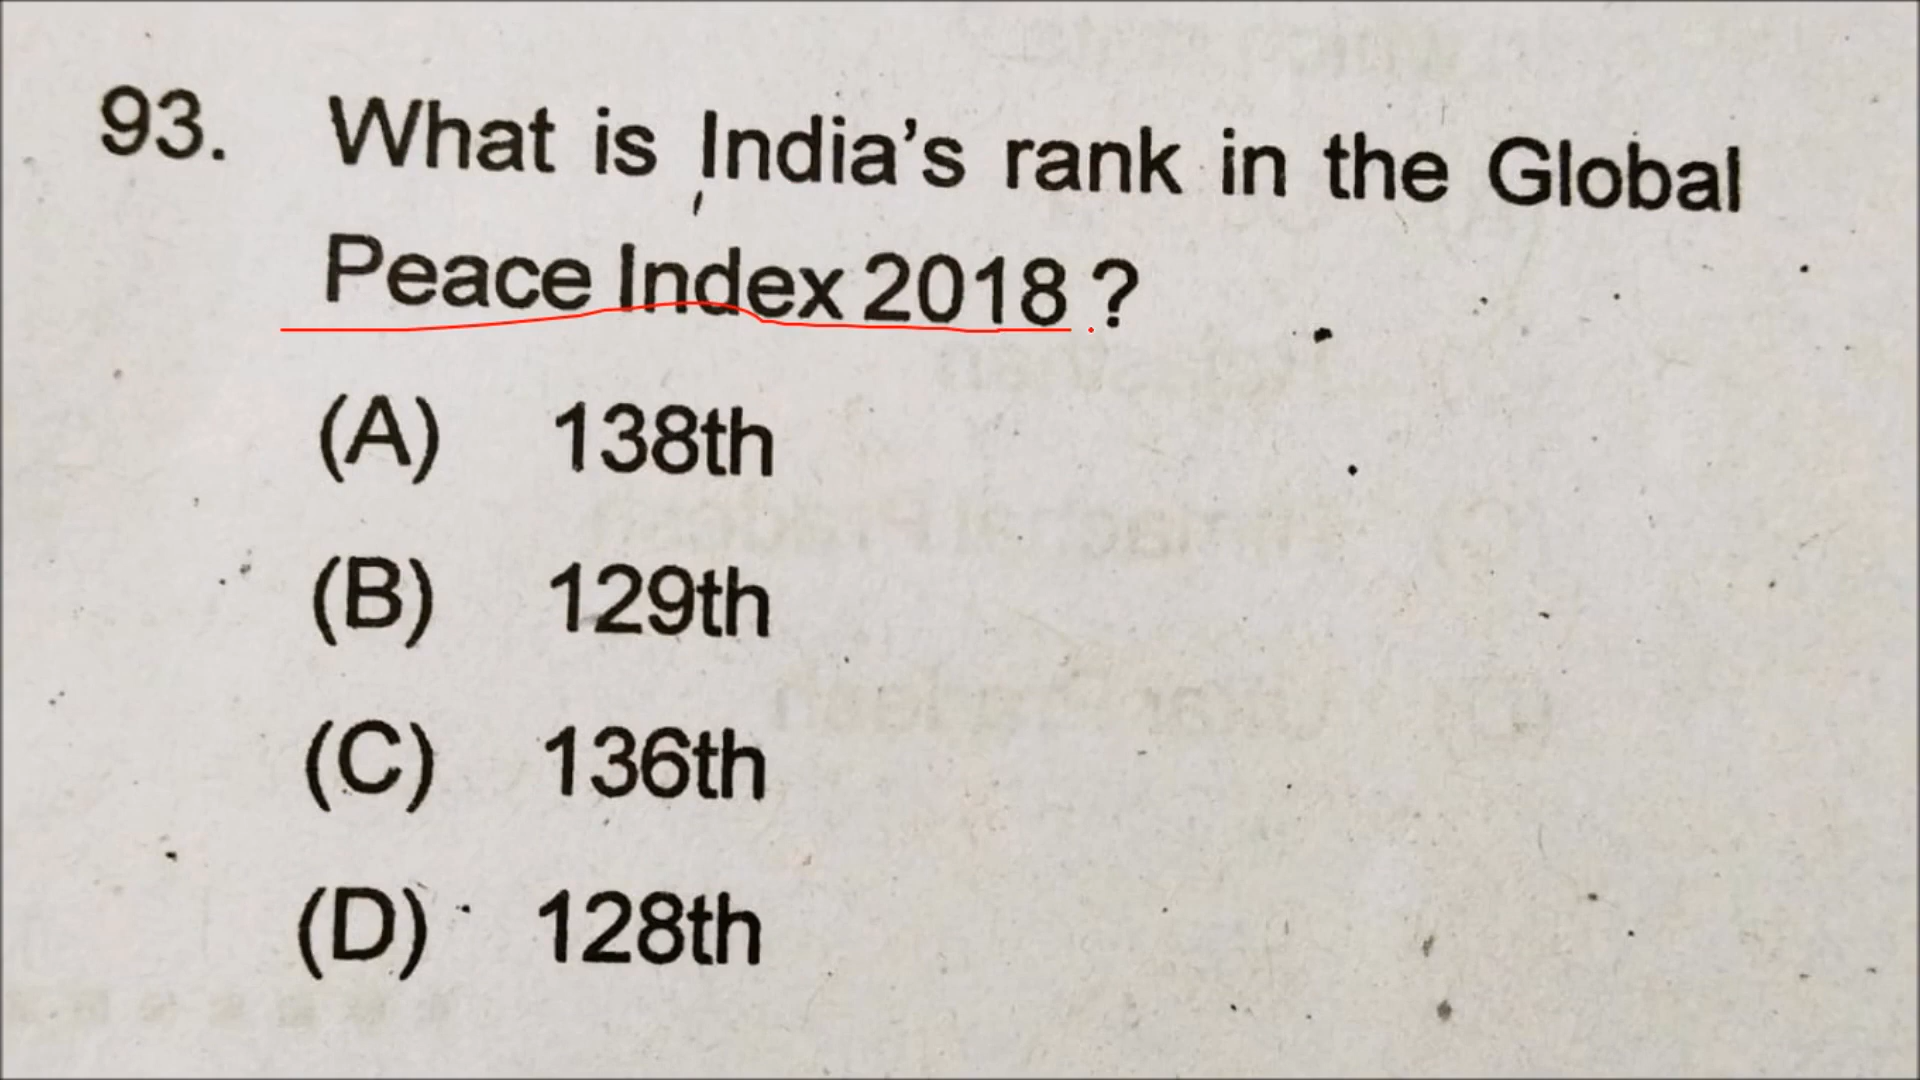 93. What is India's rank in the Global
Peace Index 2018 ?
(A) 138th
(B) 129th
(C) 136th
(D) 128th